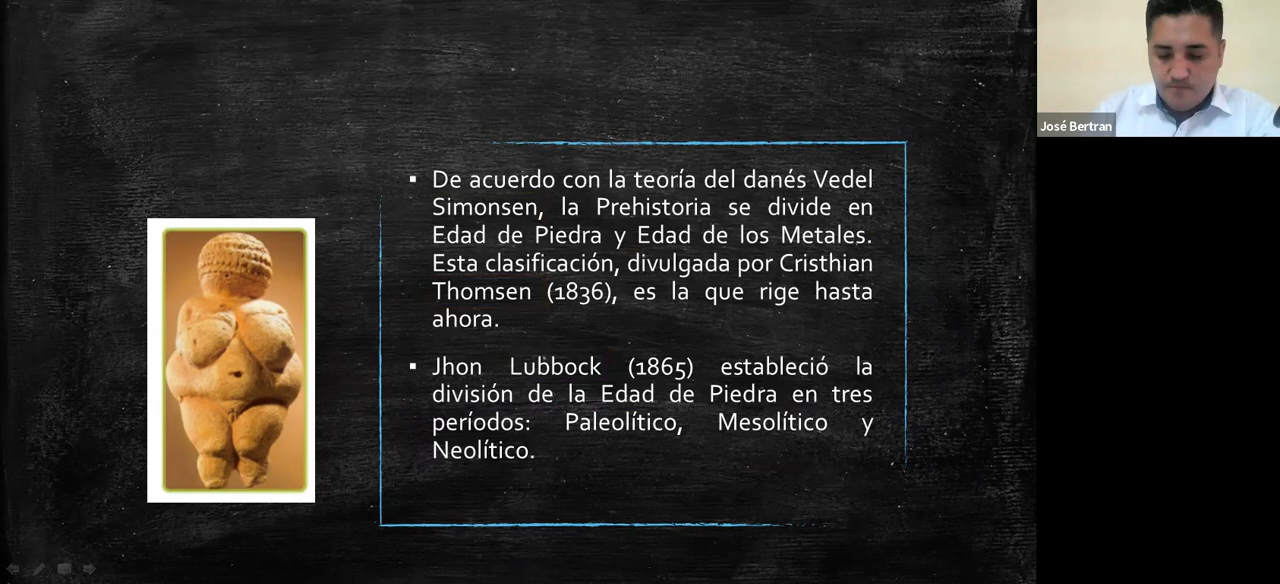 De acuerdo con la teoría del danés Vedel
Simonsen, la Prehistoria se divide en
Edad de Piedra y Edad de los Metales.
Esta clasificación, divulgada por Cristhian
Thomsen (1836), es la que rige hasta
ahora.
Jhon Lubbock (1865) estableció la
división de la Edad de Piedra en tres
períodos: Paleolítico, Mesolítico y
Neolítico.
José Bertran